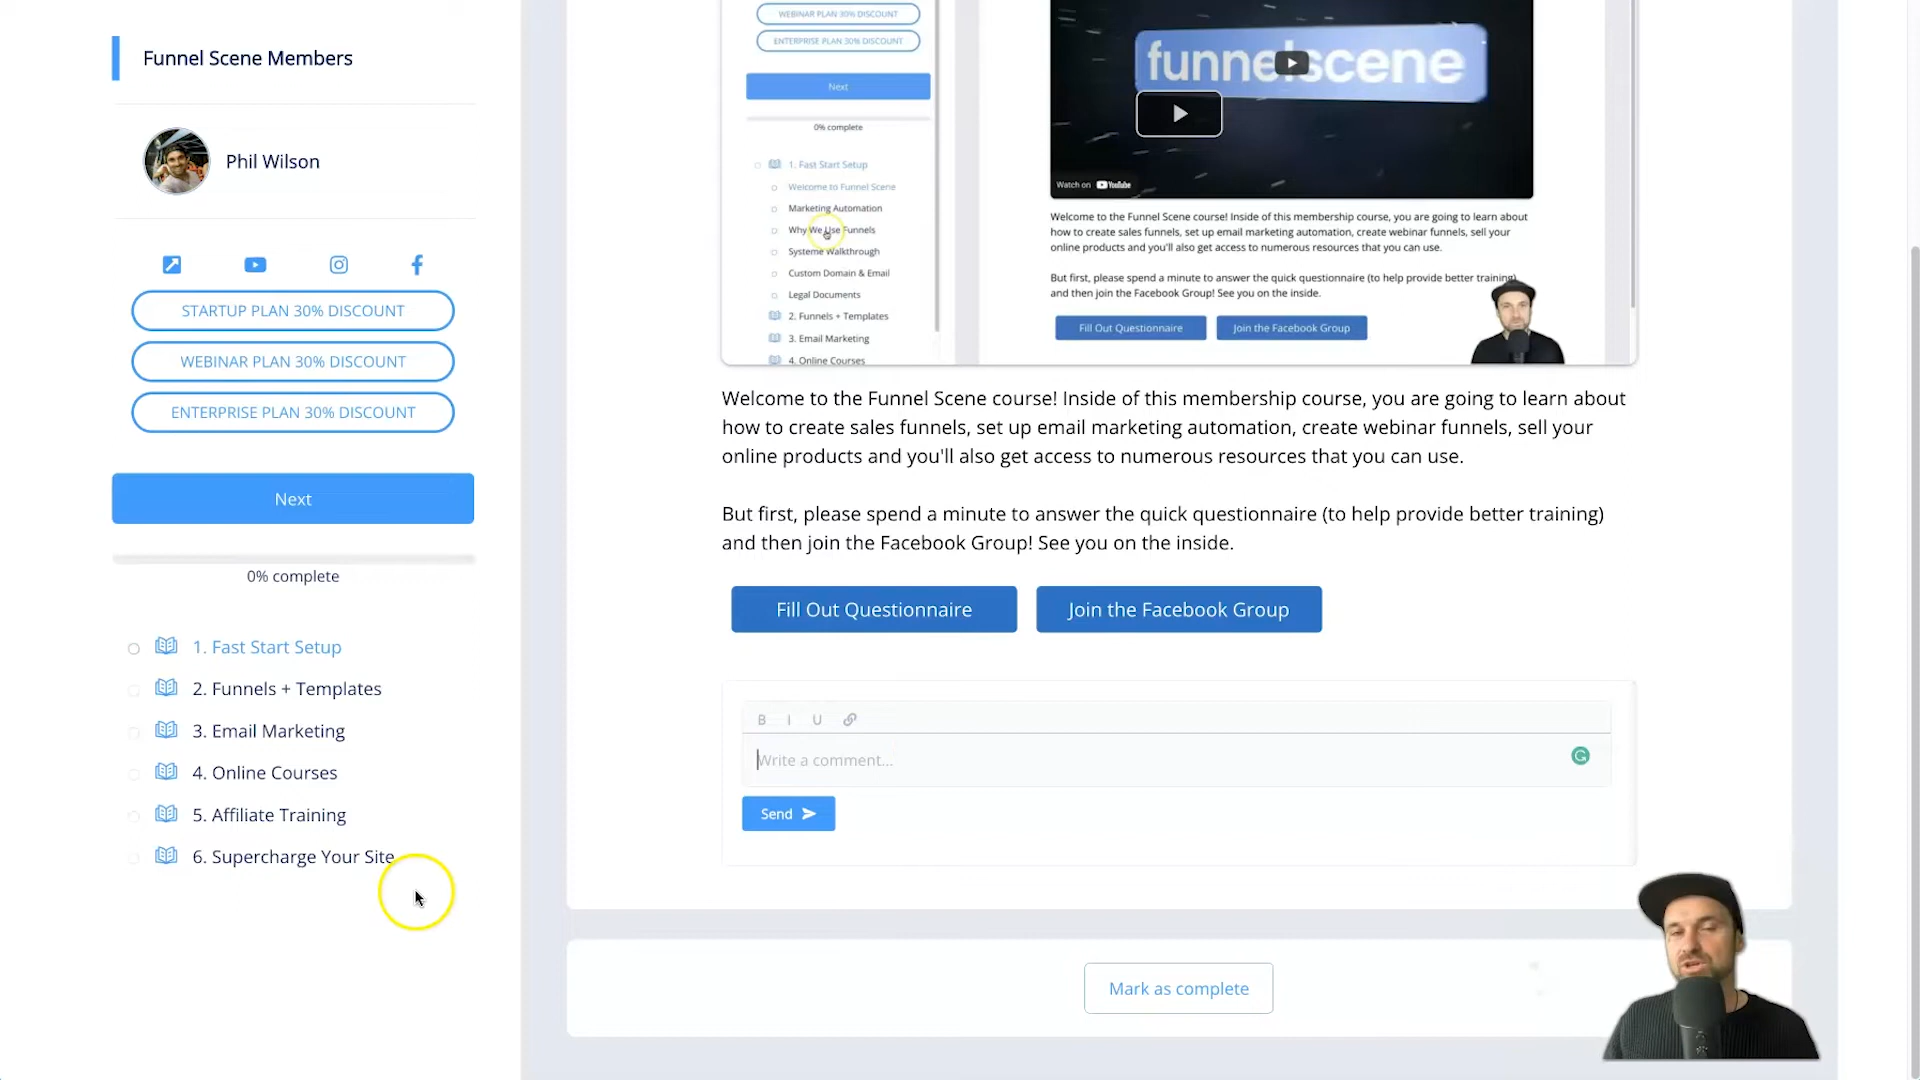 Funnel Scene Members
Phil Wilson
STARTUP PLAN 30% DISCOUNT
WEBINAR PLAN 30% DISCOUNT
ENTERPRISE PLAN 30% DISCOUNT
Next
0% complete
1. Fast Start Setup
2. Funnels + Templates
3. Email Marketing
4. Online Courses
5. Affiliate Training
6. Supercharge Your Site
WEBINAR PLAN 30% DISCOUNT
ENTERPRISE PLAN 30% DISCOUNT
Next
0% complete
1. Fast Start Setup
Welcome to Funnel Scene
Marketing Automation
Why We Use Funnels
Systeme Walkthrough
Custom Domain & Email
Legal Documents
2. Funnels + Templates
3. Email Marketing
4. Online Courses
funnelscene
Watch on YouTube
Welcome to the Funnel Scene course! Inside of this membership course, you are going to learn about
how to create sales funnels, set up email marketing automation, create webinar funnels, sell your
online products and you'll also get access to numerous resources that you can use.
But first, please spend a minute to answer the quick questionnaire (to help provide better training)
and then join the Facebook Group! See you on the inside.
Fill Out Questionnaire
Join the Facebook Group
Welcome to the Funnel Scene course! Inside of this membership course, you are going to learn about
how to create sales funnels, set up email marketing automation, create webinar funnels, sell your
online products and you'll also get access to numerous resources that you can use.
But first, please spend a minute to answer the quick questionnaire (to help provide better training)
and then join the Facebook Group! See you on the inside.
Fill Out Questionnaire
Join the Facebook Group
B I U
Write a comment...
Send
Mark as complete